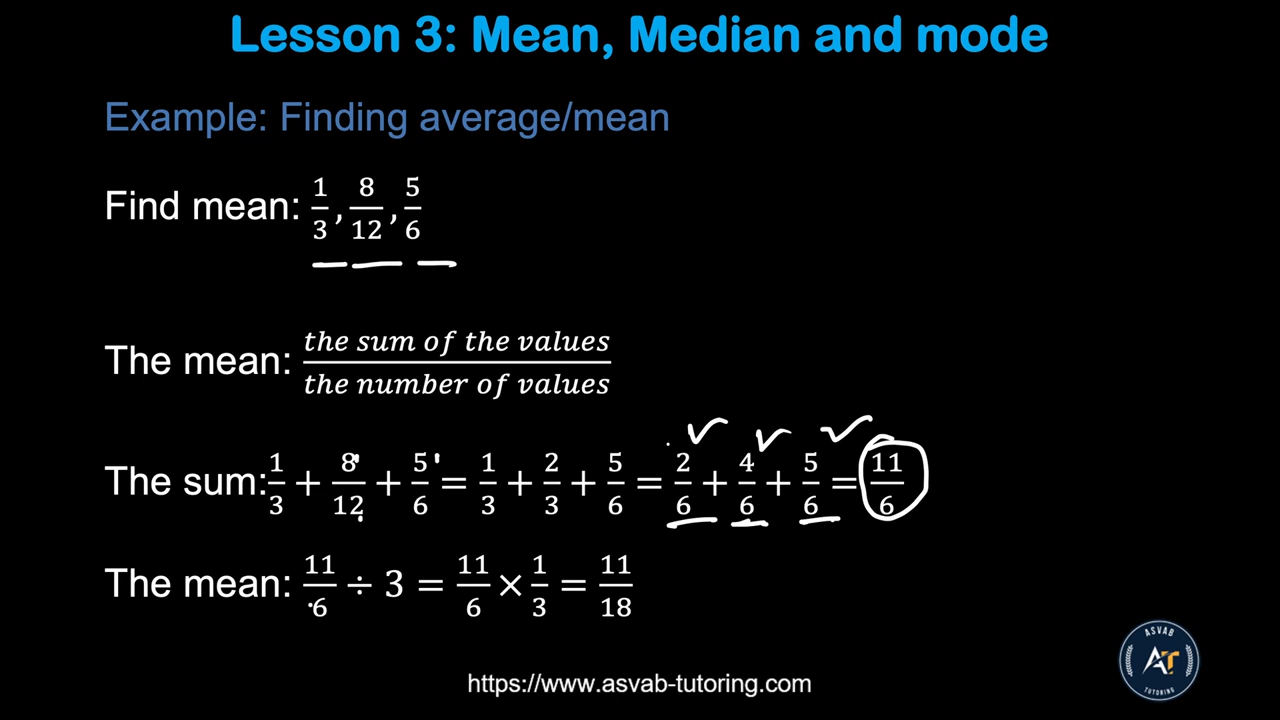 Lesson 3: Mean, Median and mode
Example: Finding average/mean
Find mean: 1/3, 8/12, 5/6
The mean: the sum of the values / the number of values
The sum: 1/3 + 8/12 + 5/6 = 1/3 + 2/3 + 5/6 = 2/6 + 4/6 + 5/6 = 11/6
The mean: 11/6 ÷ 3 = 11/6 × 1/3 = 11/18
ASVAB
AT
TUTORING
https://www.asvab-tutoring.com